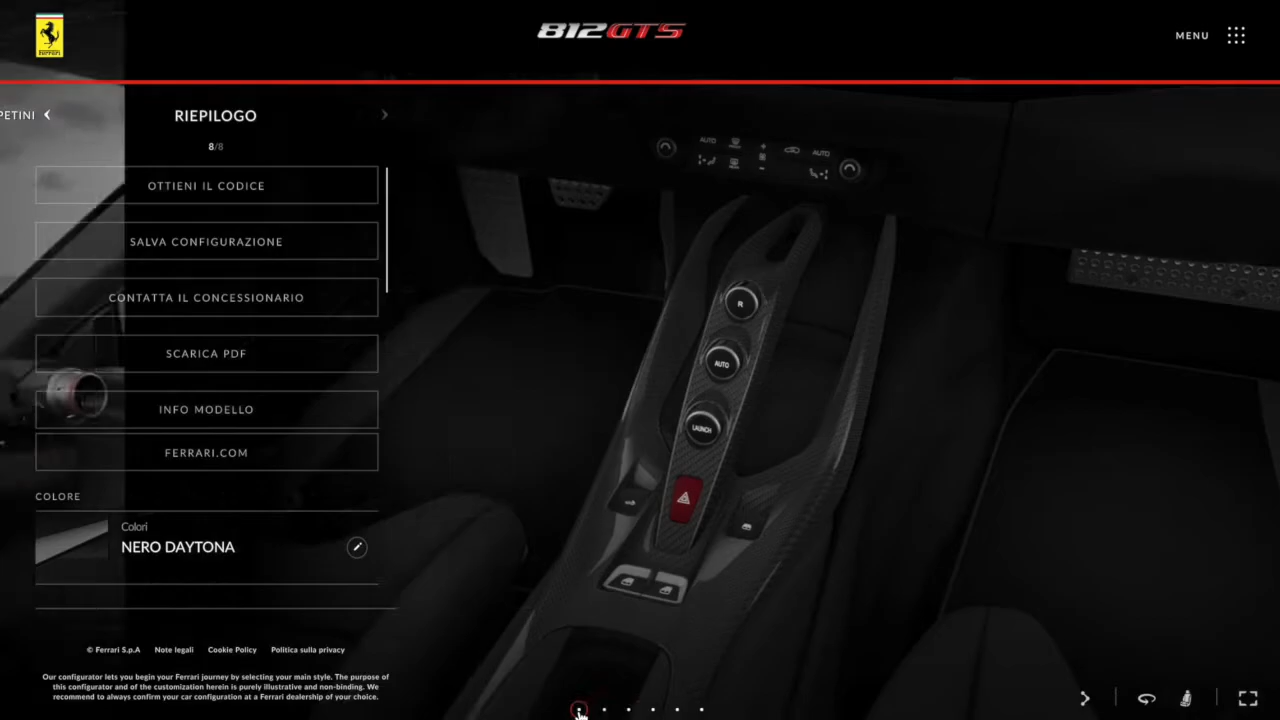 Ferrari
812GTS
MENU
PETINI
RIEPILOGO
8/8
OTTIENI IL CODICE
SALVA CONFIGURAZIONE
CONTATTA IL CONCESSIONARIO
SCARICA PDF
INFO MODELLO
FERRARI.COM
COLORE
Colori
NERO DAYTONA
© Ferrari S.p.A Note legali Cookie Policy Politica sulla privacy
Our configurator lets you begin your Ferrari journey by selecting your main style. The purpose of
this configurator and of the customization herein is purely illustrative and non-binding. We
recommend to always confirm your car configuration at a Ferrari dealership of your choice.
AUTO
AUTO
R
AUTO
LAUNCH